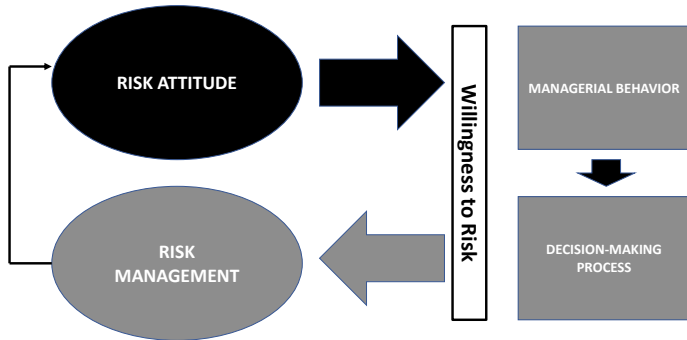 RISK ATTITUDE
Willingness to Risk
MANAGERIAL BEHAVIOR
RISK
MANAGEMENT
DECISION-MAKING
PROCESS